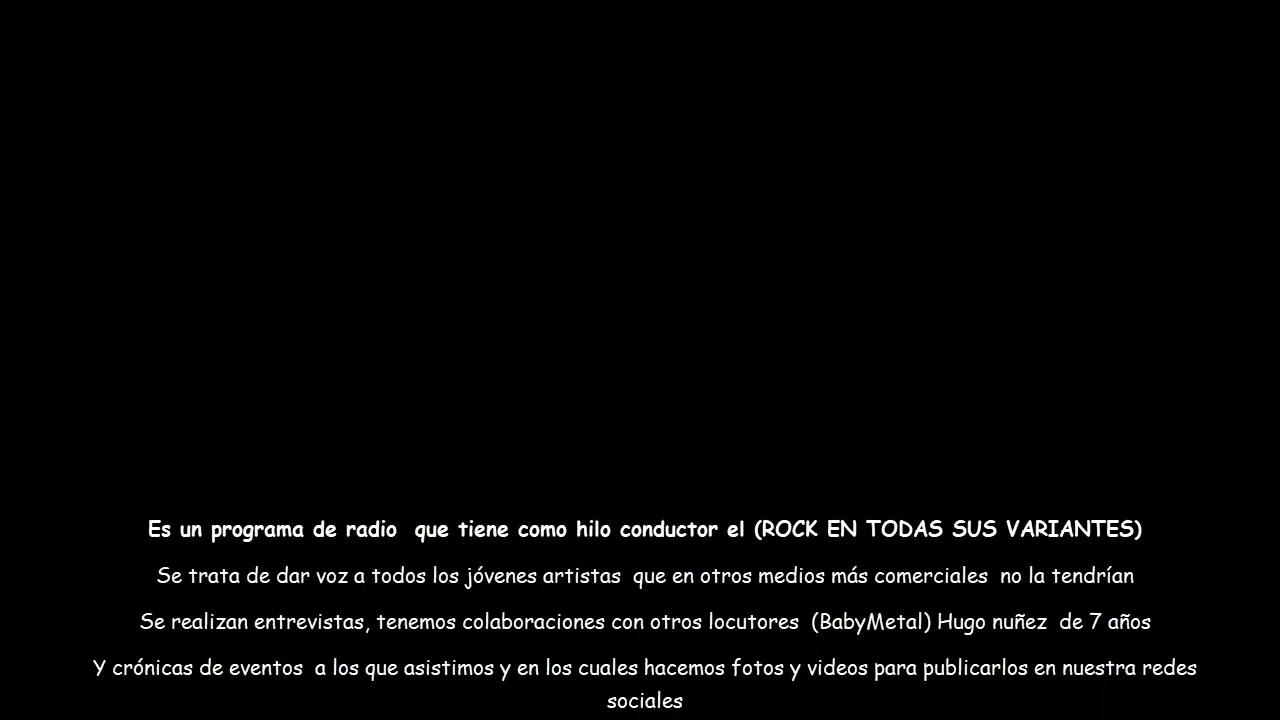 Es un programa de radio  que tiene como hilo conductor el (ROCK EN TODAS SUS VARIANTES)
Se trata de dar voz a todos los jóvenes artistas  que en otros medios más comerciales  no la tendrían
Se realizan entrevistas, tenemos colaboraciones con otros locutores  (BabyMetal) Hugo nuñez  de 7 años
Y crónicas de eventos  a los que asistimos y en los cuales hacemos fotos y videos para publicarlos en nuestra redes
sociales